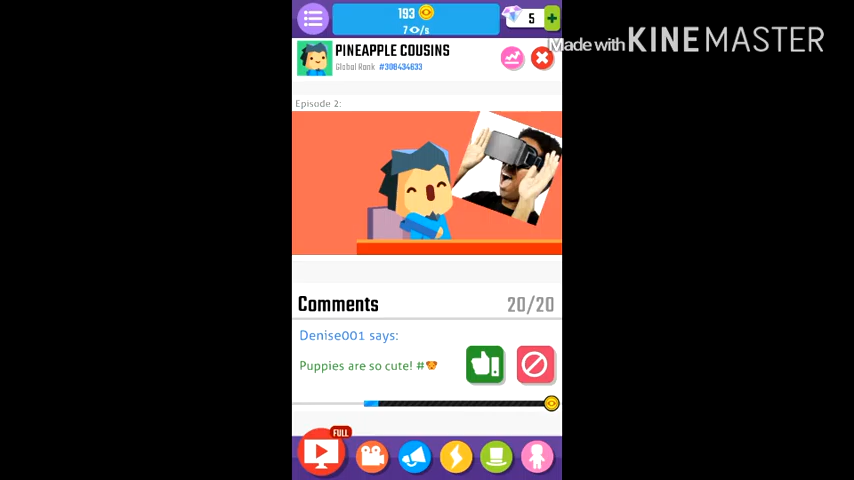 193
5
7/s
Made with KINEMASTER
PINEAPPLE COUSINS
Global Rank #308434633
Episode 2:
Comments 20/20
Denise001 says:
Puppies are so cute! #🐶
FULL